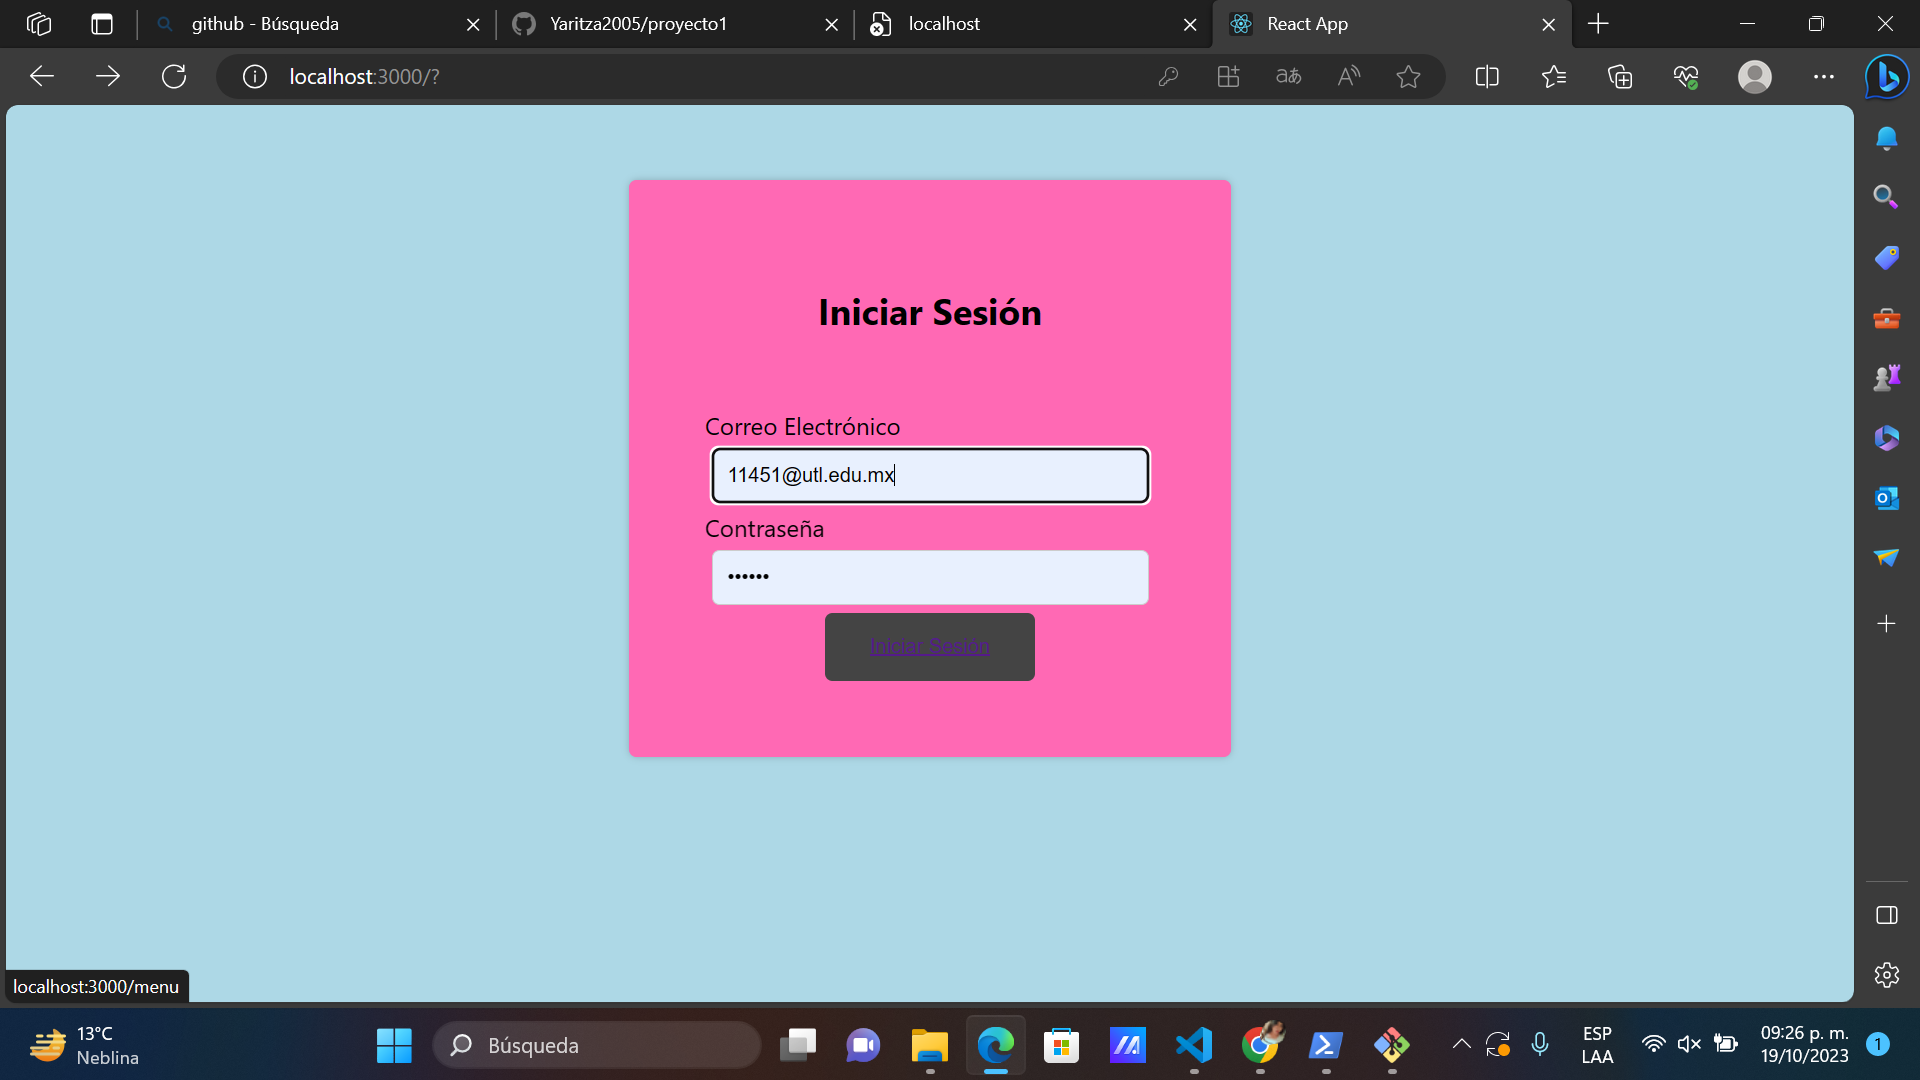 github - Búsqueda
Yaritza2005/proyecto1
localhost
React App
localhost:3000/?
Iniciar Sesión
Correo Electrónico
11451@utl.edu.mx
Contraseña
••••••
Iniciar Sesión
localhost:3000/menu
13°C
Neblina
Búsqueda
ESP
LAA
09:26 p. m.
19/10/2023
1